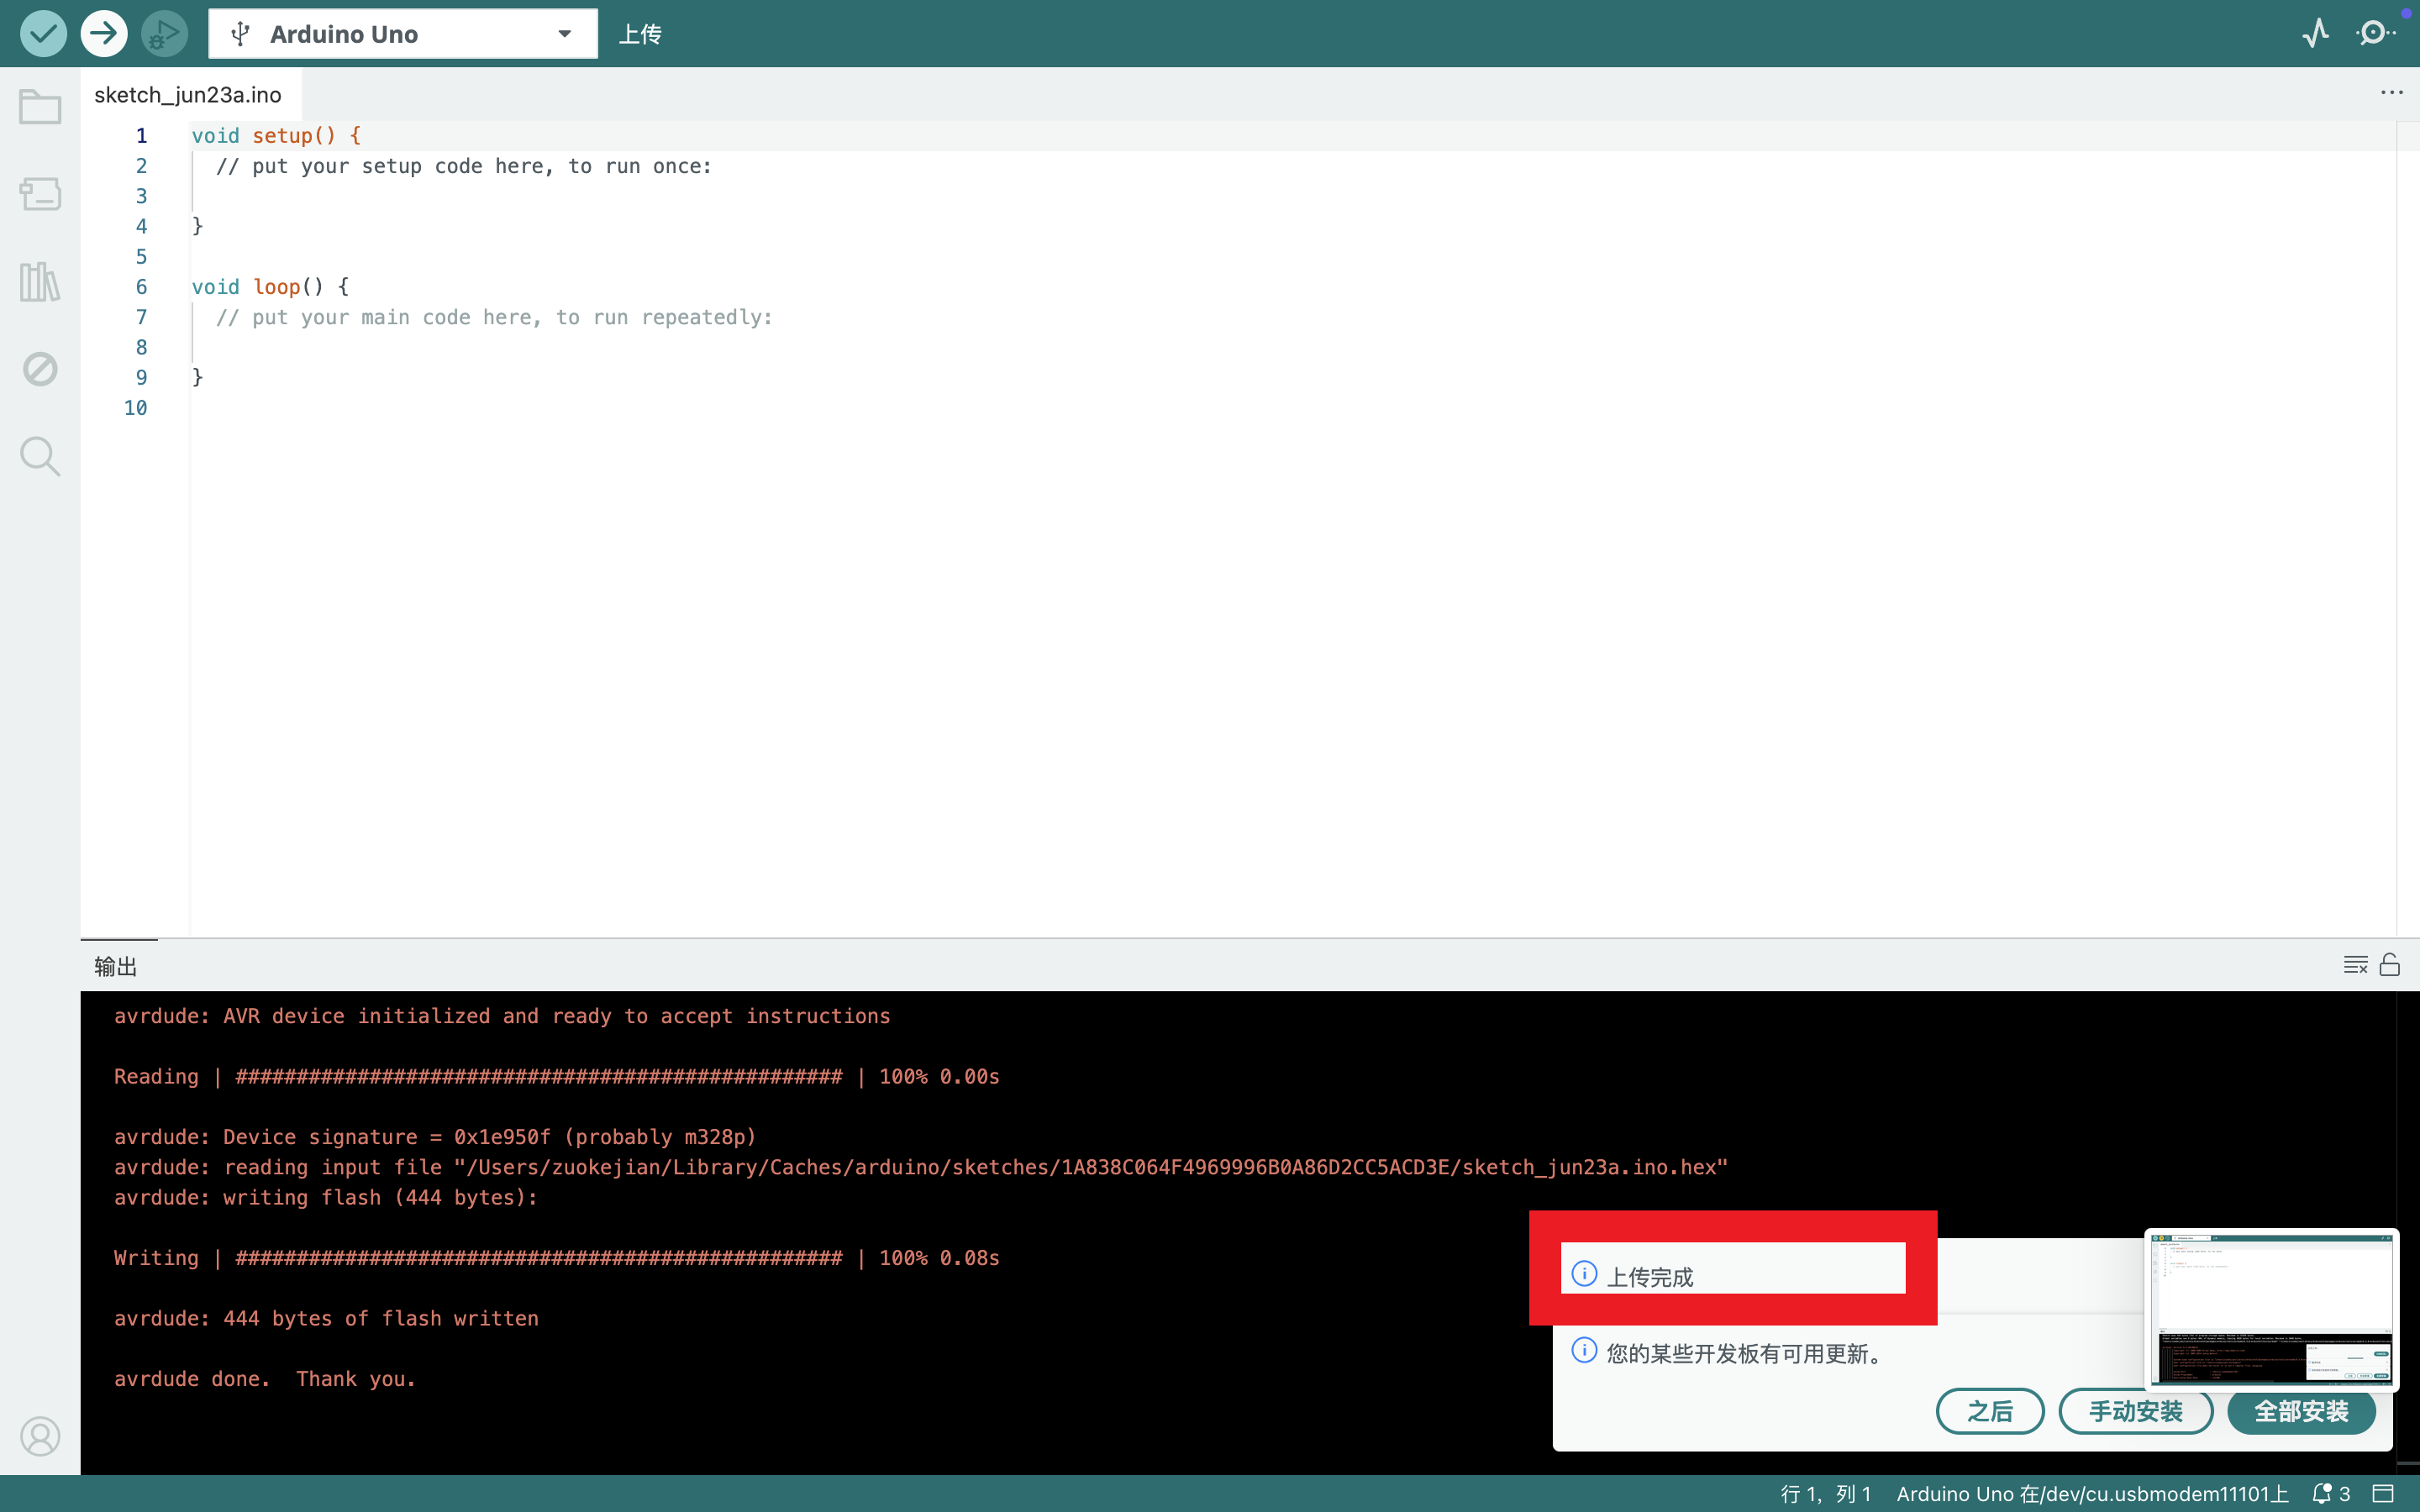 Arduino Uno
上传
sketch_jun23a.ino
1 void setup() {
2 // put your setup code here, to run once:
3
4 }
5
6 void loop() {
7 // put your main code here, to run repeatedly:
8
9 }
10
输出
avrdude: AVR device initialized and ready to accept instructions
Reading | ################################################## | 100% 0.00s
avrdude: Device signature = 0x1e950f (probably m328p)
avrdude: reading input file "/Users/zuokejian/Library/Caches/arduino/sketches/1A838C064F4969996B0A86D2CC5ACD3E/sketch_jun23a.ino.hex"
avrdude: writing flash (444 bytes):
Writing | ################################################## | 100% 0.08s
avrdude: 444 bytes of flash written
avrdude done.  Thank you.
上传完成
您的某些开发板有可用更新。
之后
手动安装
全部安装
行 1，列 1
Arduino Uno 在/dev/cu.usbmodem11101上
3